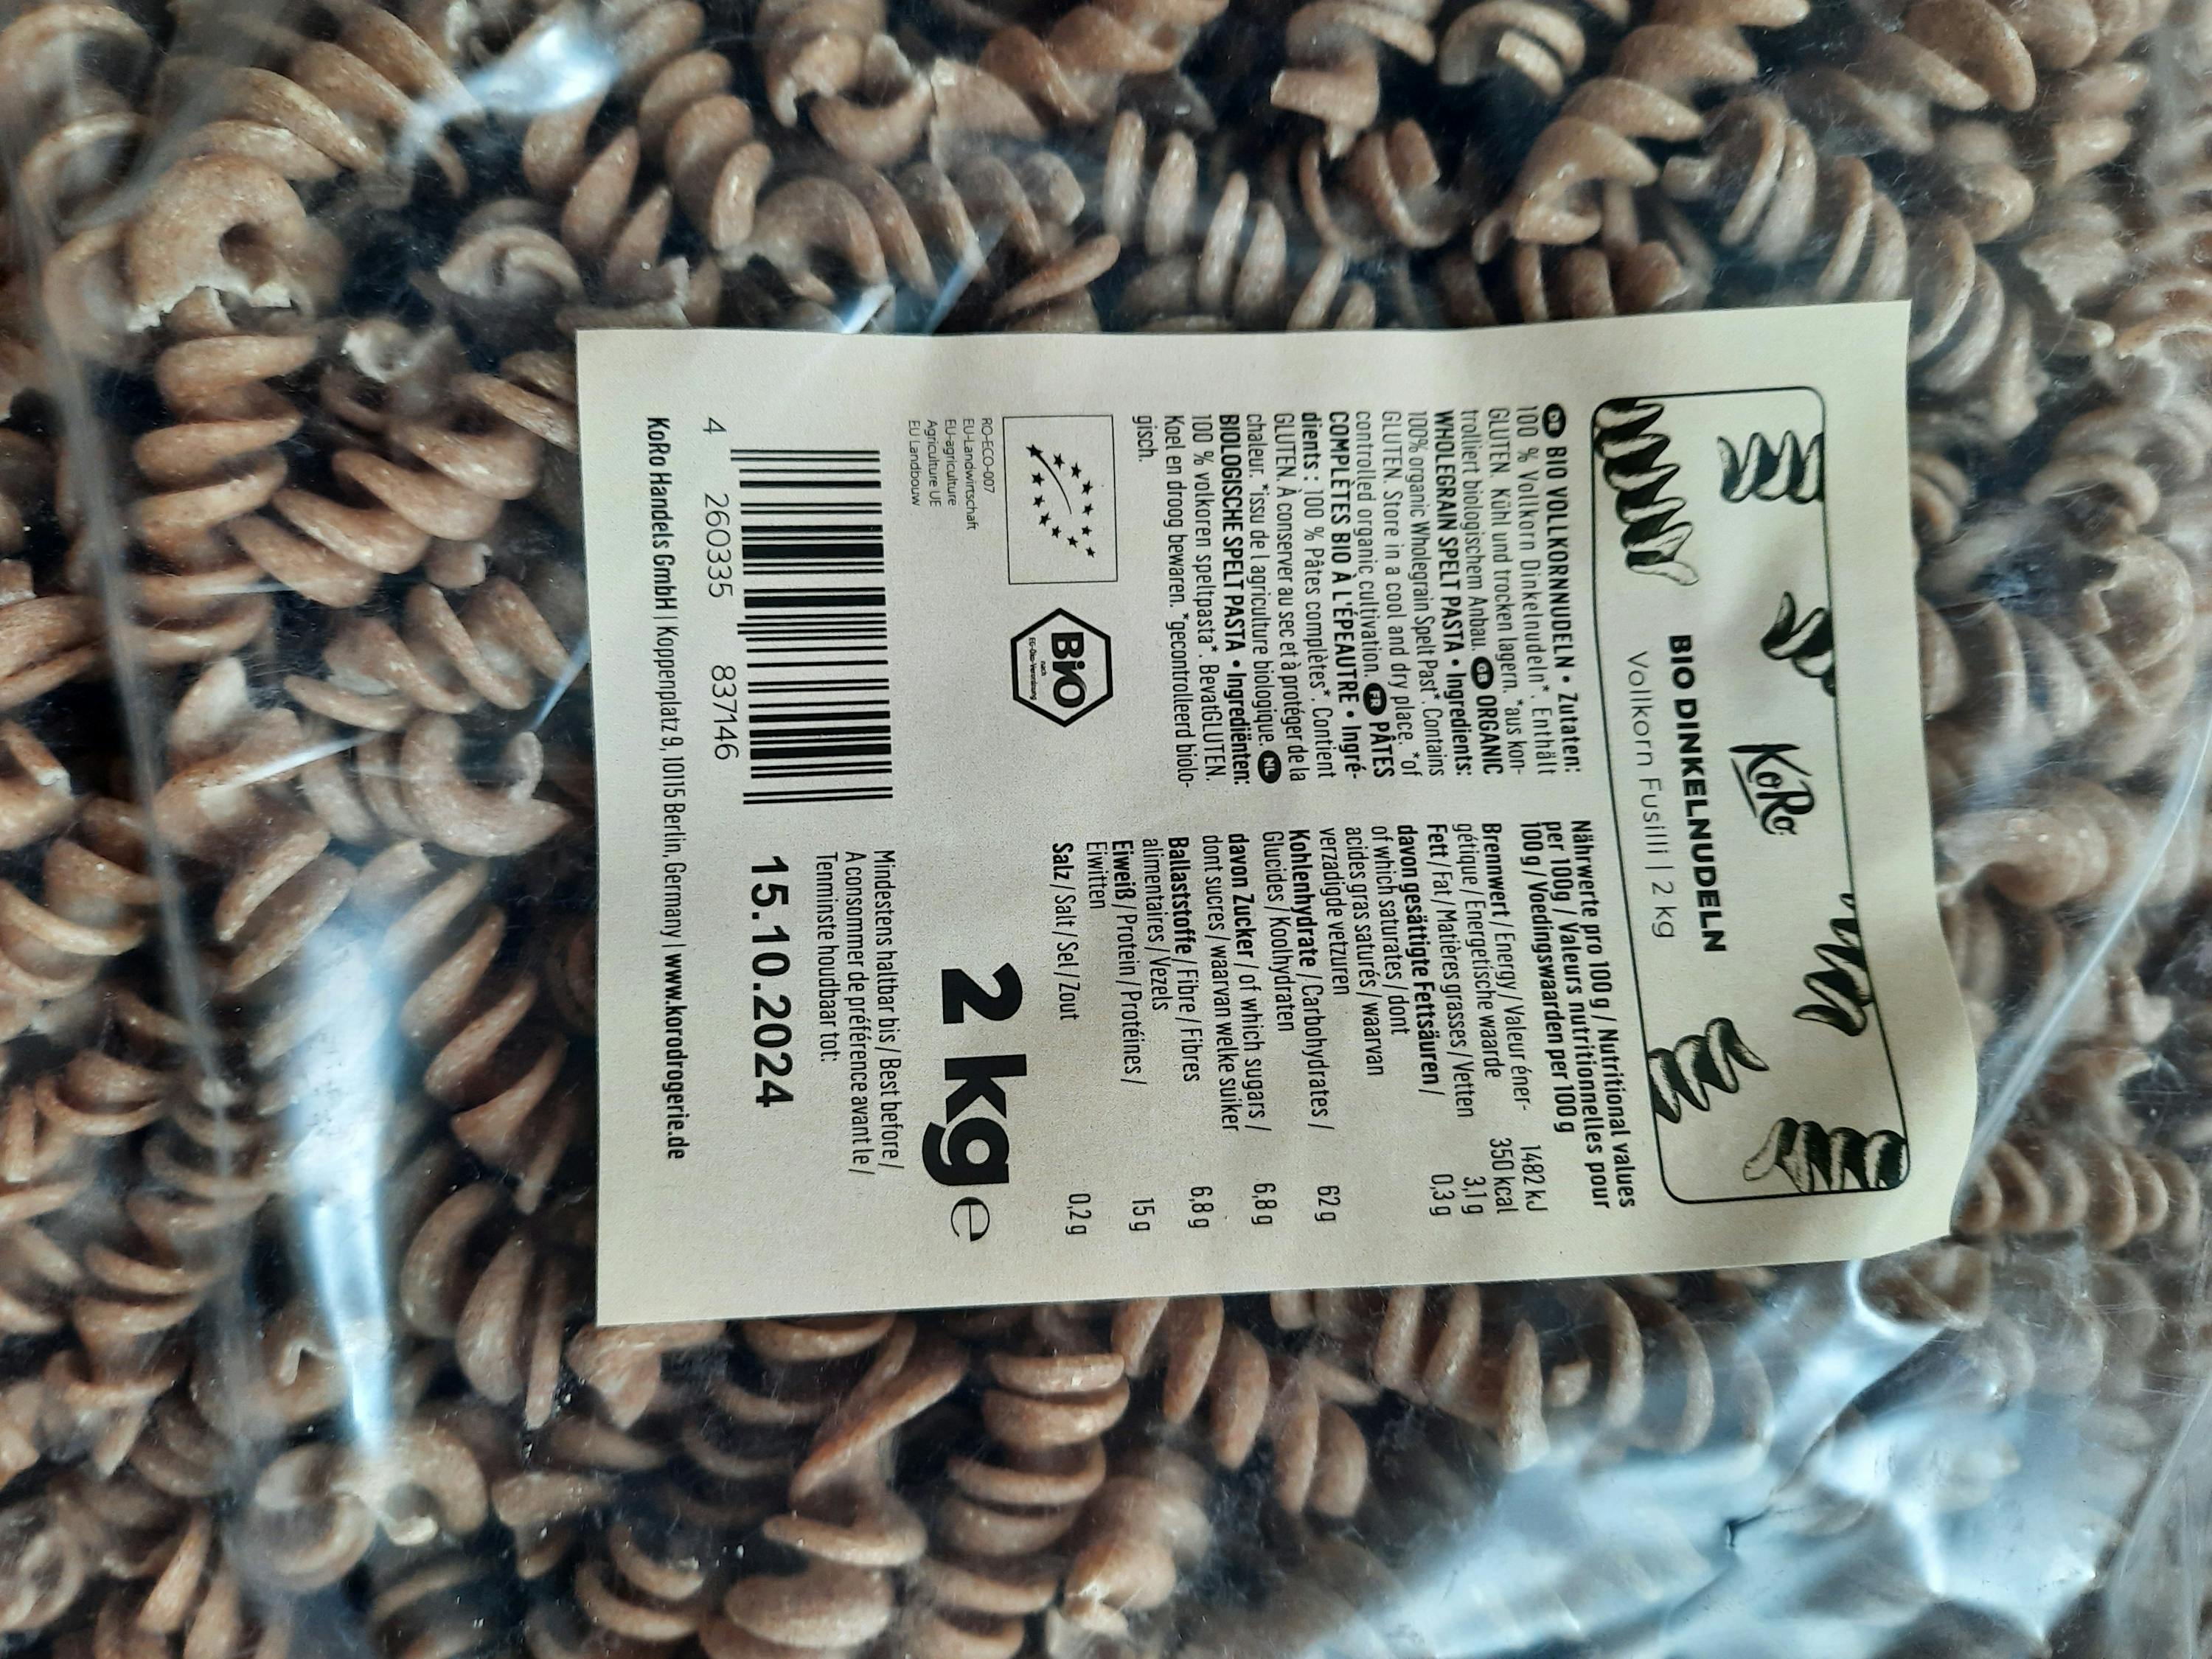 KoRo
BIO DINKELNUDELN
Vollkorn Fusilli | 2 kg
DE BIO VOLLKORNNUDELN • Zutaten:
100 % Vollkorn Dinkelnudeln*. Enthält
GLUTEN. Kühl und trocken lagern. *aus kon-
trolliert biologischem Anbau. GB ORGANIC
WHOLEGRAIN SPELT PASTA • Ingredients:
100% organic Wholegrain Spelt Past*. Contains
GLUTEN. Store in a cool and dry place. *of
controlled organic cultivation. FR PÂTES
COMPLÈTES BIO À L'ÉPEAUTRE • Ingré-
dients : 100 % Pâtes complètes*. Contient
GLUTEN. À conserver au sec et à protéger de la
chaleur. *issu de l agriculture biologique. NL
BIOLOGISCHE SPELT PASTA • Ingrediënten:
100 % volkoren speltpasta*. BevatGLUTEN.
Koel en droog bewaren. *gecontrolleerd biolo-
gisch.
Nährwerte pro 100 g / Nutritional values
per 100g / Valeurs nutritionnelles pour
100 g / Voedingswaarden per 100 g
Brennwert / Energy / Valeur éner- 1482 kJ
gétique / Energetische waarde 350 kcal
Fett / Fat / Matières grasses / Vetten 3,1 g
davon gesättigte Fettsäuren / 0,3 g
of which saturates / dont
acides gras saturés / waarvan
verzadigde vetzuren
Kohlenhydrate / Carbohydrates / 62 g
Glucides / Koolhydraten
davon Zucker / of which sugars / 6,8 g
dont sucres / waarvan welke suiker
Ballaststoffe / Fibre / Fibres 6,8 g
alimentaires / Vezels
Eiweiß / Protein / Protéines / 15 g
Eiwitten
Salz / Salt / Sel / Zout 0,2 g
BiO
nach
EG-Öko-Verordnung
RO-ECO-007
EU-Landwirtschaft
EU-agriculture
Agriculture UE
EU Landbouw
2 kg e
Mindestens haltbar bis / Best before /
A consommer de préférence avant le /
Tenminste houdbaar tot:
15.10.2024
4 260335 837146
KoRo Handels GmbH | Koppenplatz 9, 10115 Berlin, Germany | www.korodrogerie.de